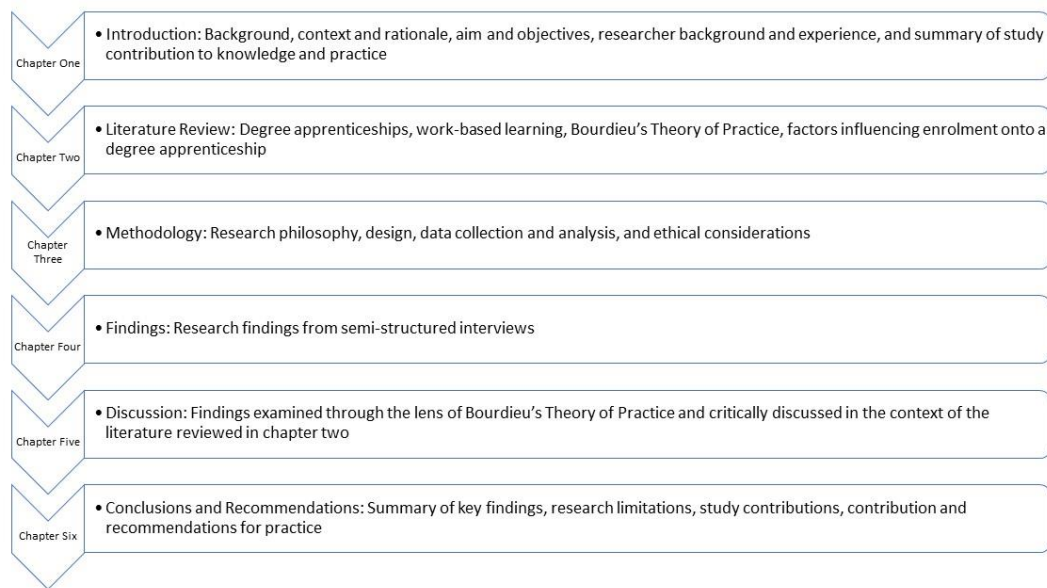 Chapter One
• Introduction: Background, context and rationale, aim and objectives, researcher background and experience, and summary of study
contribution to knowledge and practice
Chapter Two
• Literature Review: Degree apprenticeships, work-based learning, Bourdieu's Theory of Practice, factors influencing enrolment onto a
degree apprenticeship
Chapter
Three
• Methodology: Research philosophy, design, data collection and analysis, and ethical considerations
Chapter Four
• Findings: Research findings from semi-structured interviews
Chapter Five
• Discussion: Findings examined through the lens of Bourdieu's Theory of Practice and critically discussed in the context of the
literature reviewed in chapter two
Chapter Six
• Conclusions and Recommendations: Summary of key findings, research limitations, study contributions, contribution and
recommendations for practice